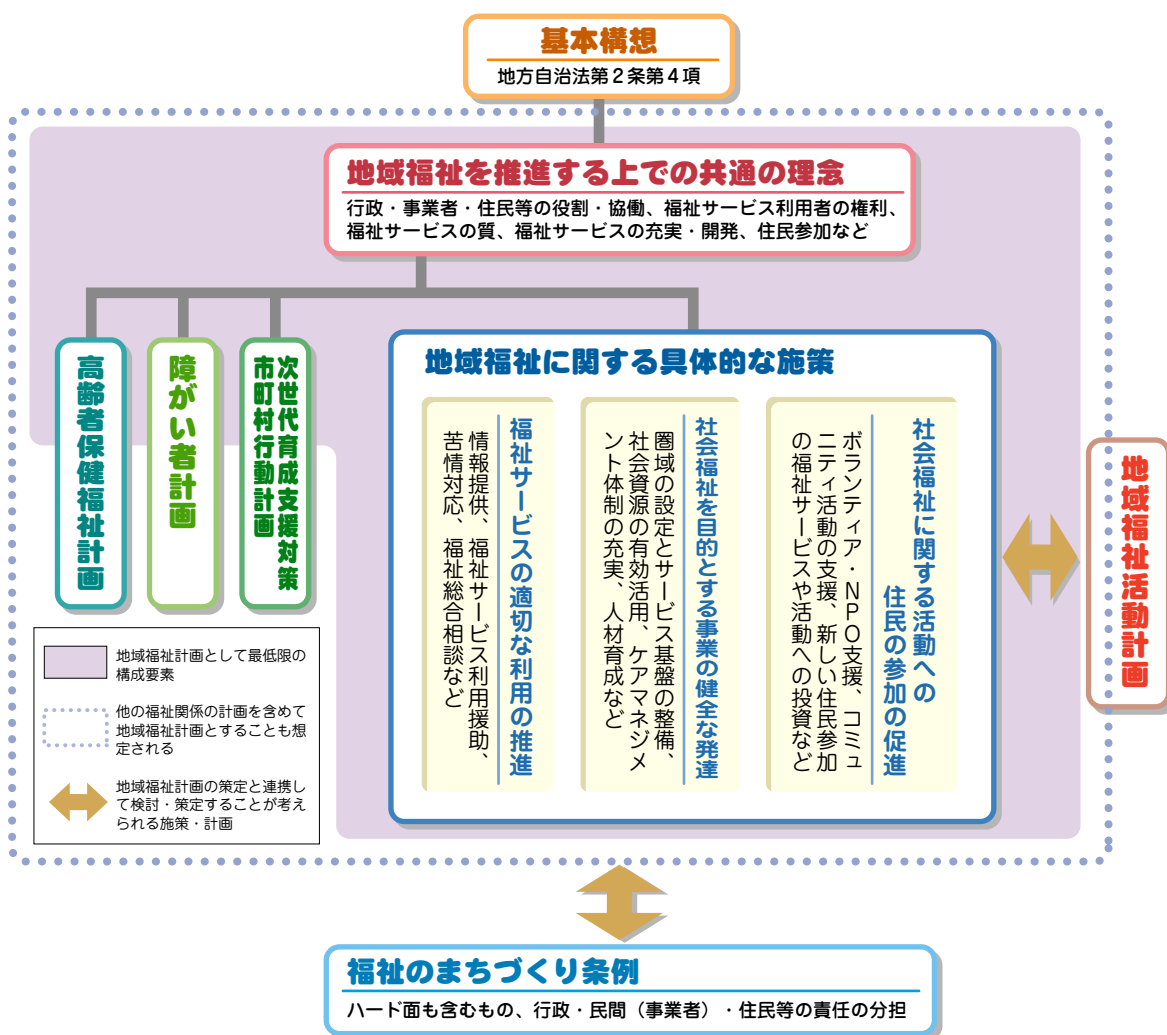 基本構想
地方自治法第2条第4項
地域福祉を推進する上での共通の理念
行政・事業者・住民等の役割・協働、福祉サービス利用者の権利、
福祉サービスの質、福祉サービスの充実・開発、住民参加など
高齢者保健福祉計画
障がい者計画
次世代育成支援対策
市町村行動計画
地域福祉に関する具体的な施策
福祉サービスの適切な利用の推進
情報提供、福祉サービス利用援助、
苦情対応、福祉総合相談など
社会福祉を目的とする事業の健全な発達
圏域の設定とサービス基盤の整備、
社会資源の有効活用、ケアマネジメ
ント体制の充実、人材育成など
社会福祉に関する活動への
住民の参加の促進
ボランティア・NPO支援、コミュ
ニティ活動の支援、新しい住民参加
の福祉サービスや活動への投資など
地域福祉活動計画
地域福祉計画として最低限の
構成要素
他の福祉関係の計画を含めて
地域福祉計画とすることも想
定される
地域福祉計画の策定と連携し
て検討・策定することが考え
られる施策・計画
福祉のまちづくり条例
ハード面も含むもの、行政・民間（事業者）・住民等の責任の分担